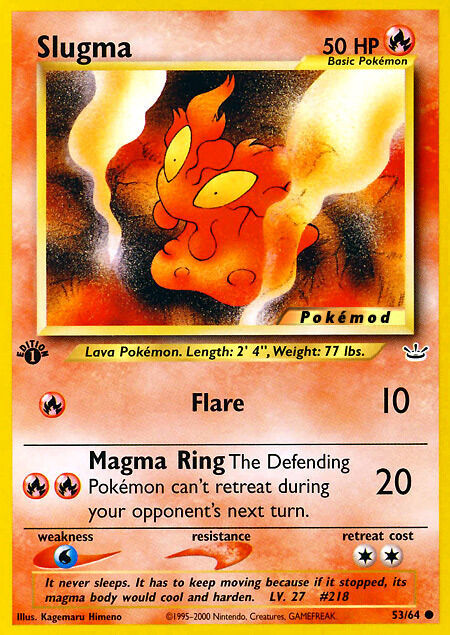 Slugma 50 HP
Basic Pokémon
Pokémod
EDITION
1
Lava Pokémon. Length: 2' 4", Weight: 77 lbs.
Flare 10
Magma Ring The Defending
Pokémon can't retreat during
your opponent's next turn.
20
weakness resistance retreat cost
It never sleeps. It has to keep moving because if it stopped, its
magma body would cool and harden. LV. 27 #218
Illus. Kagemaru Himeno ©1995-2000 Nintendo, Creatures, GAMEFREAK. 53/64